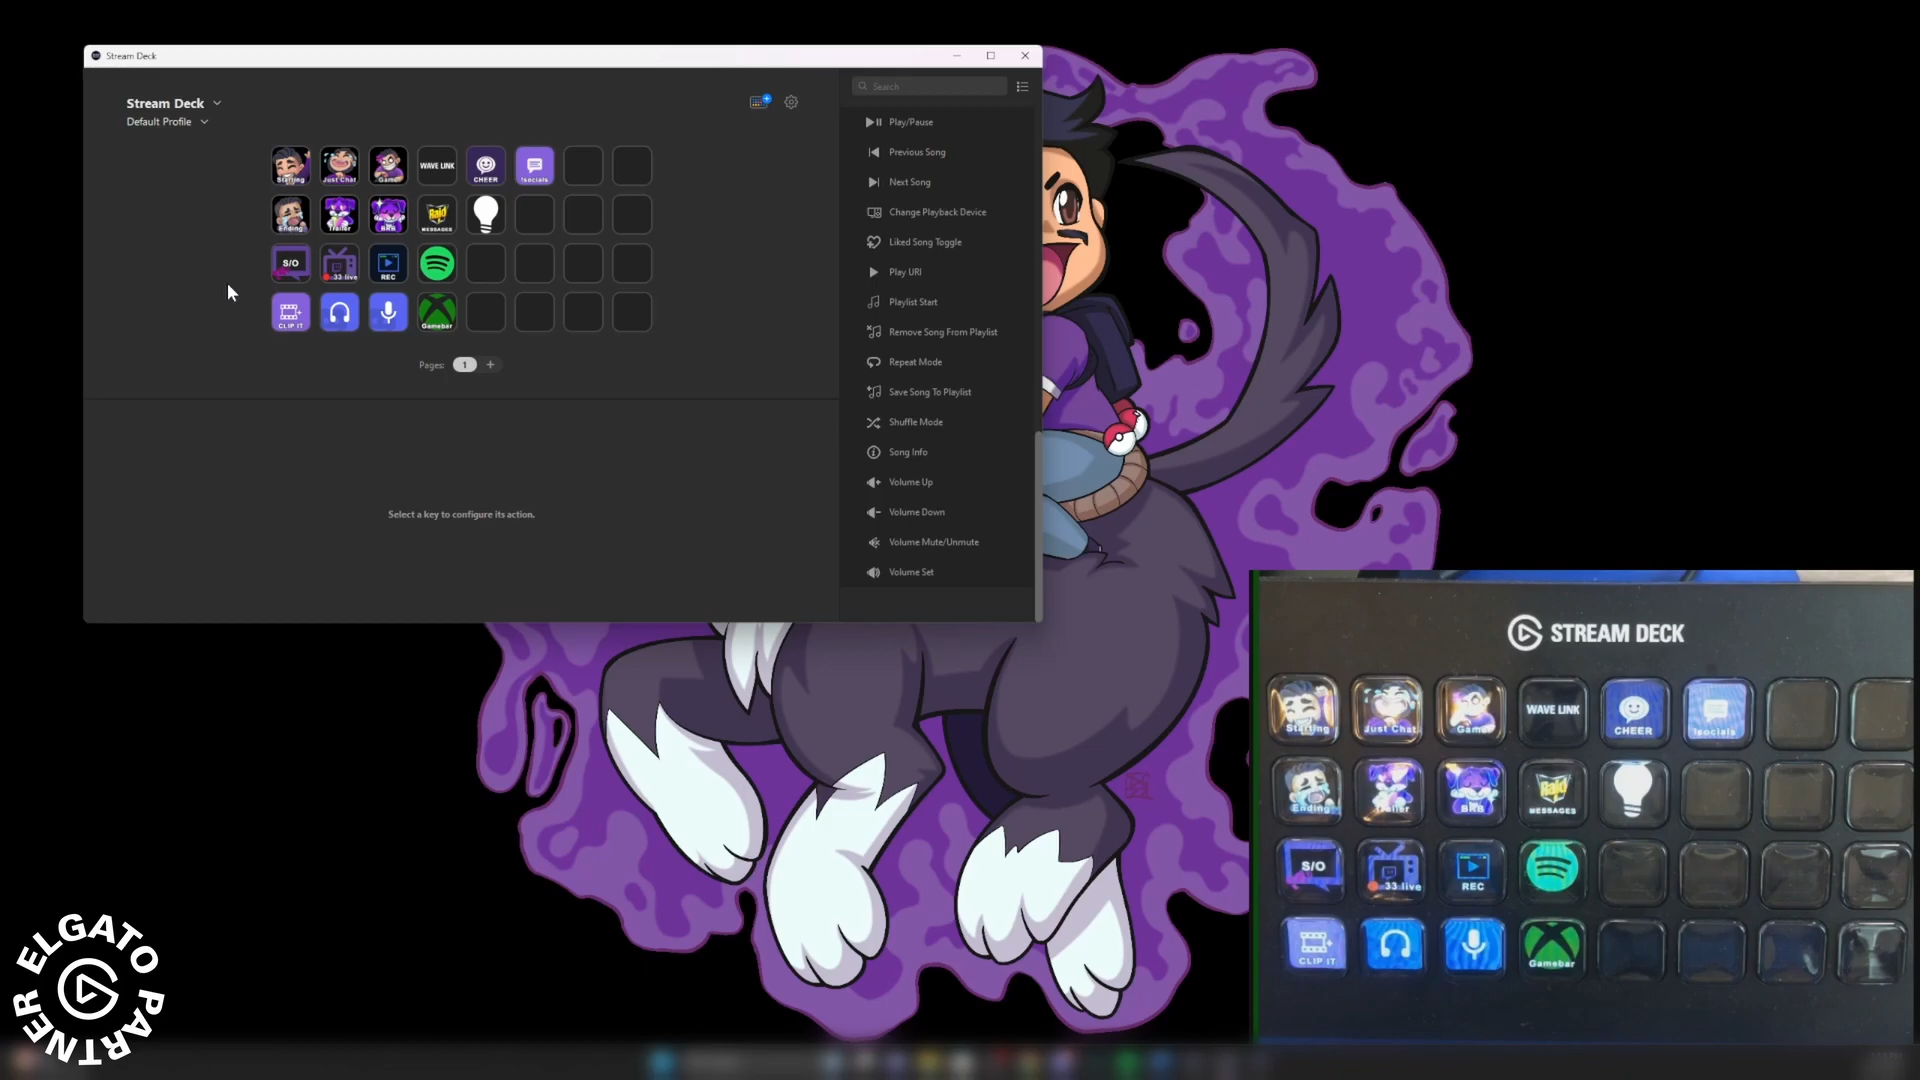 Stream Deck
Stream Deck
Default Profile
Search
Starting
Just Chat
Game
WAVE LINK
CHEER
!socials
Ending
Trailer
BRB
Raid
MESSAGES
S/O
33 live
REC
CLIP IT
Gamebar
Pages:
1
+
Select a key to configure its action.
Play/Pause
Previous Song
Next Song
Change Playback Device
Liked Song Toggle
Play URI
Playlist Start
Remove Song From Playlist
Repeat Mode
Save Song To Playlist
Shuffle Mode
Song Info
Volume Up
Volume Down
Volume Mute/Unmute
Volume Set
STREAM DECK
Starting
Just Chat
Game
WAVE LINK
CHEER
!socials
Ending
Trailer
BRB
Raid
MESSAGES
S/O
33 live
REC
CLIP IT
Gamebar
ELGATO PARTNER